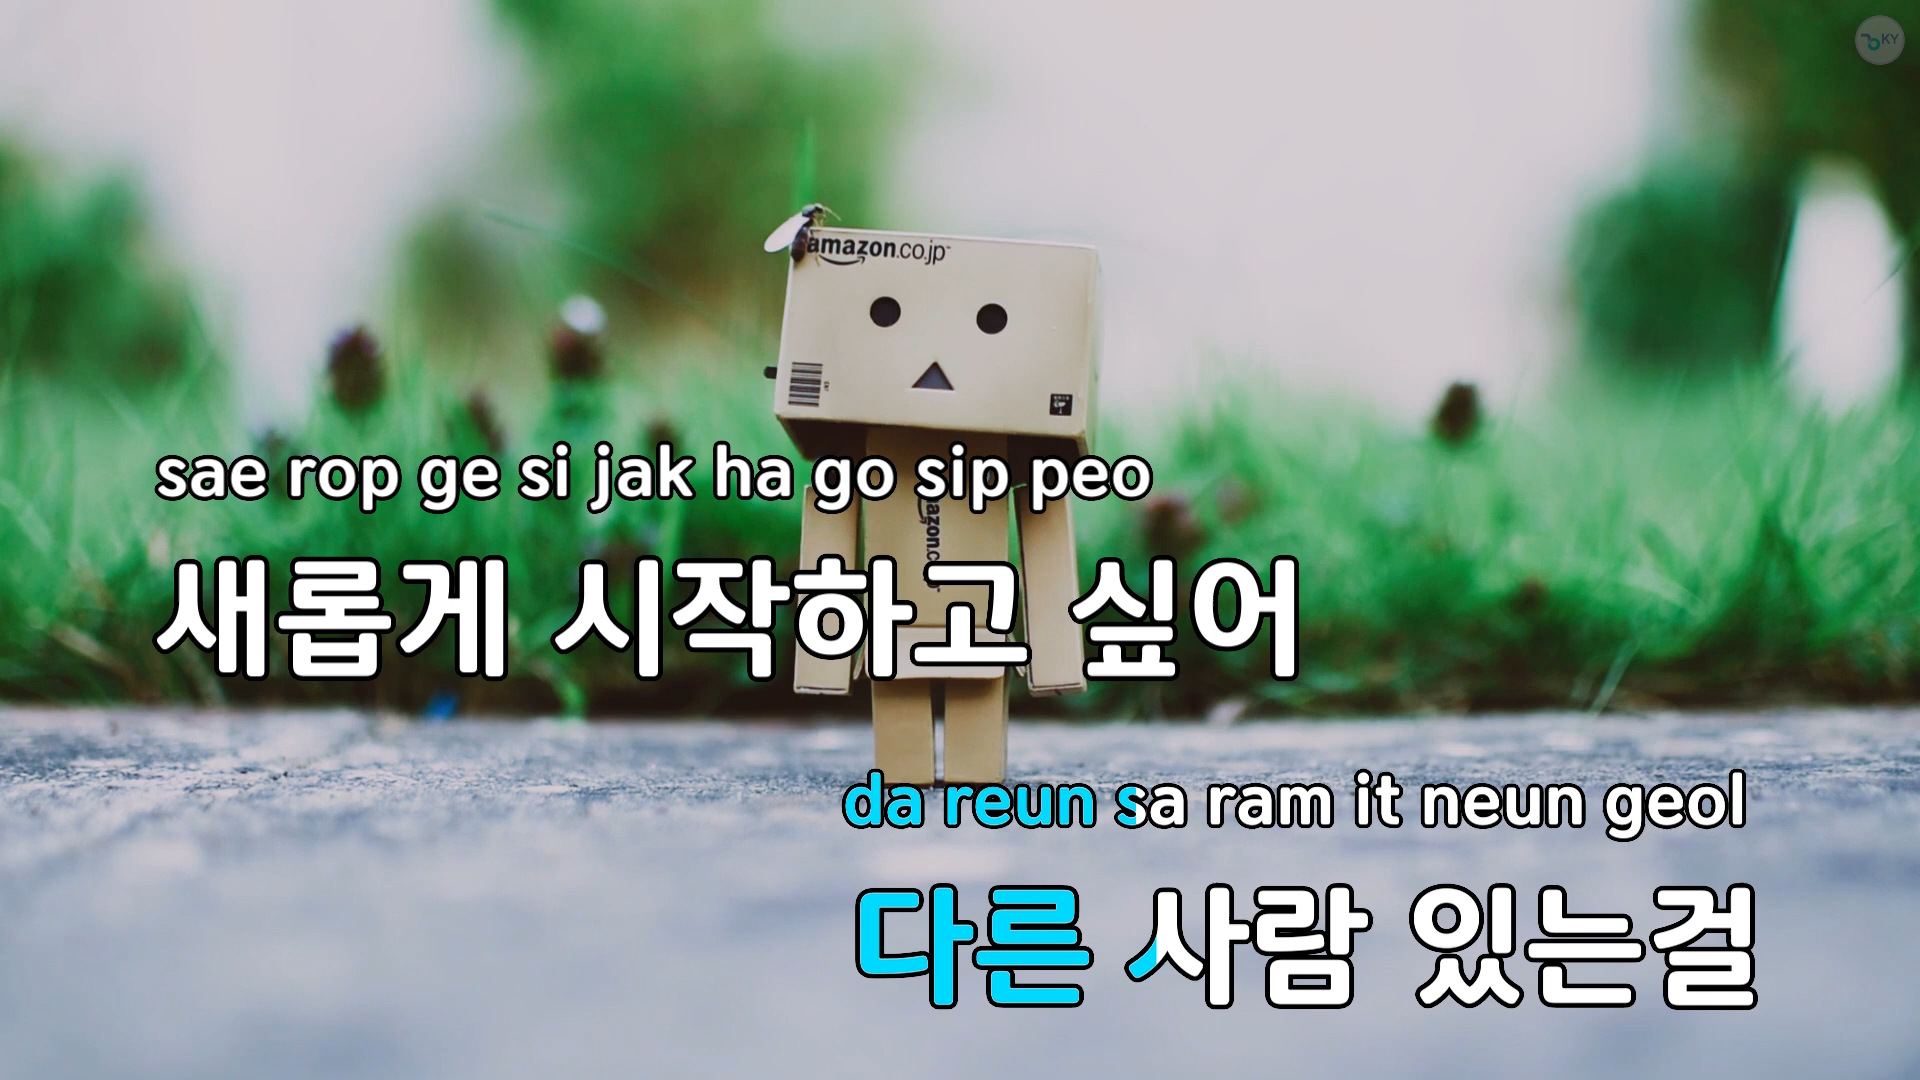 KY
amazon.co.jp
sae rop ge si jak ha go sip peo
새롭게 시작하고 싶어
da reun sa ram it neun geol
다른 사람 있는걸